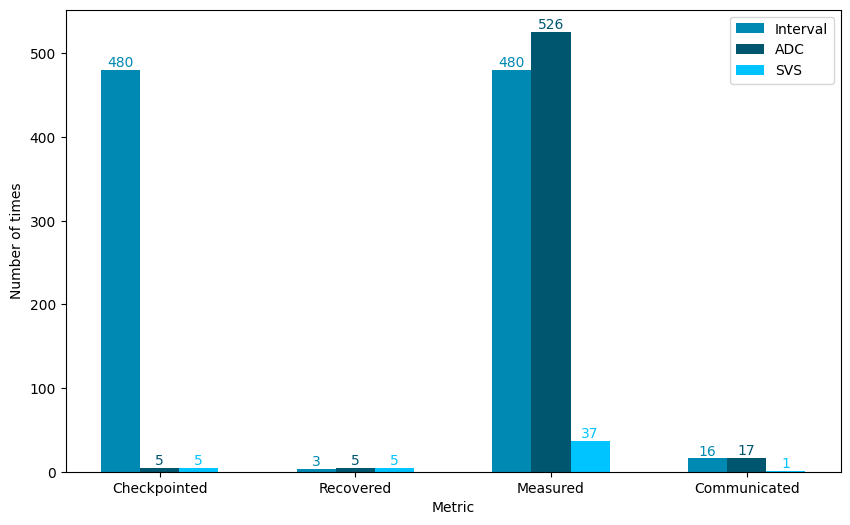 Interval
ADC
SVS
Number of times
500
400
300
200
100
0
480
5
5
3
5
5
480
526
37
16
17
1
Checkpointed
Recovered
Measured
Communicated
Metric